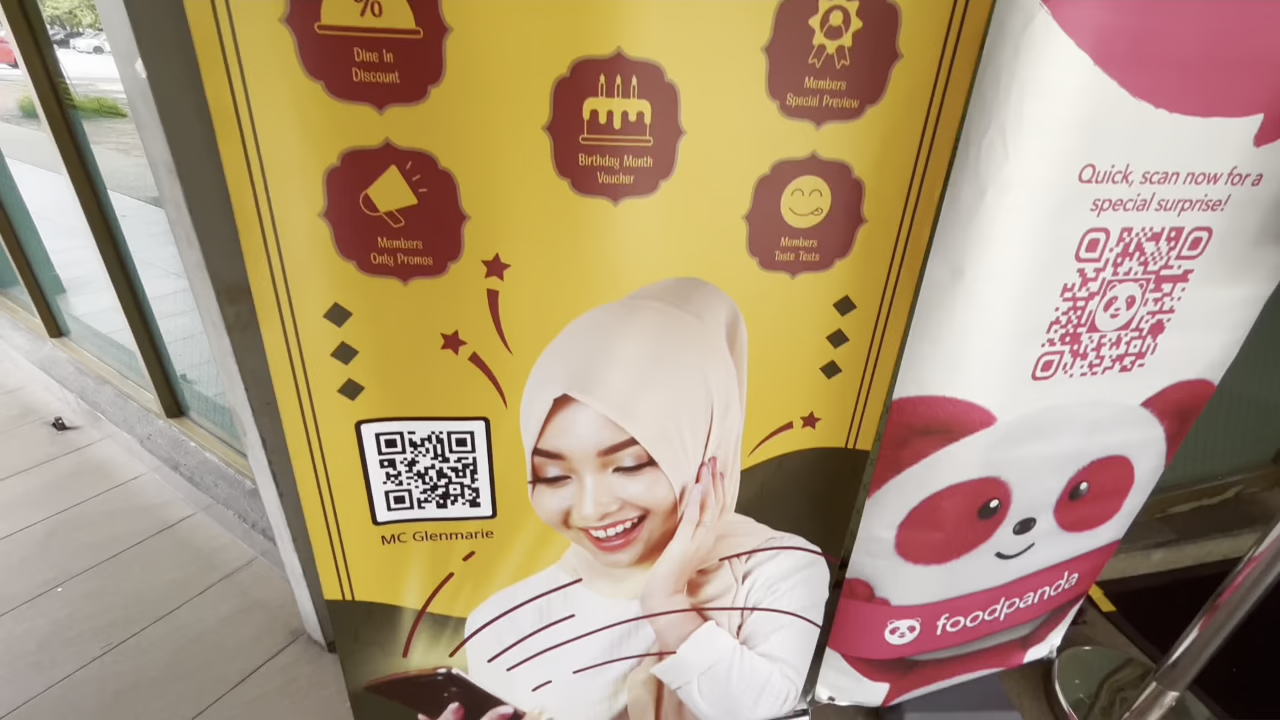 %
Dine In
Discount
Members
Special Preview
Birthday Month
Voucher
Members
Only Promos
Members
Taste Tests
MC Glenmarie
Quick, scan now for a
special surprise!
foodpanda